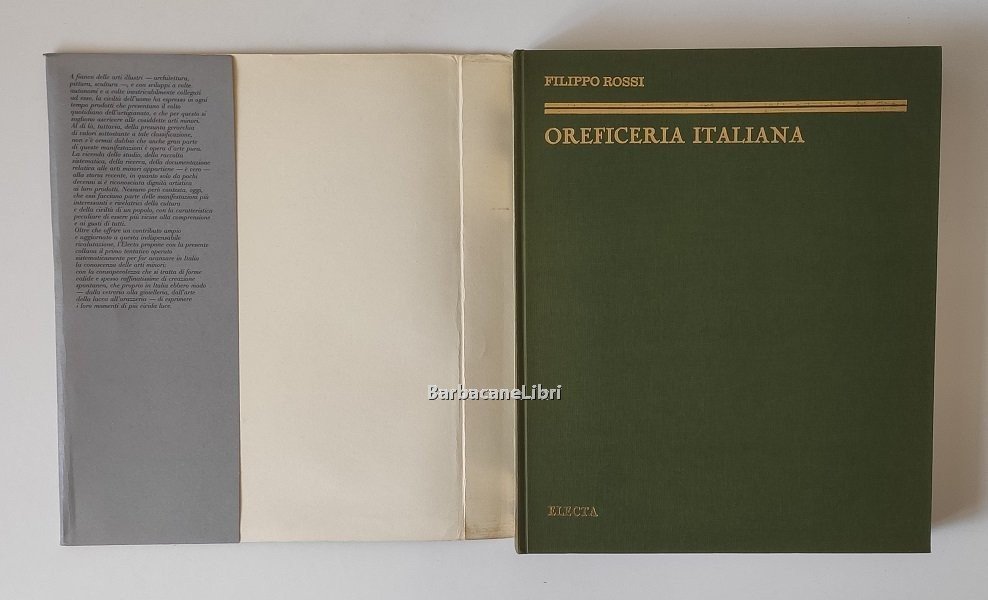 A fianco delle arti illustri — architettura,
pittura, scultura —, e con sviluppi a volte
autonomi e a volte inestricabilmente collegati
ad esse, la civiltà dell'uomo ha espresso in ogni
tempo prodotti che presentano il volto
quotidiano dell'artigianato, e che per questo si
sogliono ascrivere alle cosiddette arti minori.
Al di là, tuttavia, della presunta gerarchia
di valori sottostante a tale classificazione,
non v'è ormai dubbio che anche gran parte
di queste manifestazioni è opera d'arte pura.
La vicenda dello studio, della raccolta
sistematica, della ricerca, della documentazione
relativa alle arti minori appartiene — è vero —
alla storia recente, in quanto solo da pochi
decenni si è riconosciuta dignità artistica
ai loro prodotti. Nessuno però contesta, oggi,
che essi facciano parte delle manifestazioni più
interessanti e rivelatrici della cultura
e della civiltà di un popolo, con la caratteristica
peculiare di essere più vicine alla comprensione
e ai gusti di tutti.
Oltre che offrire un contributo ampio
e aggiornato a questa indispensabile
rivalutazione, l'Electa propone con la presente
collana il primo tentativo operato
sistematicamente per far avanzare in Italia
la conoscenza delle arti minori:
con la consapevolezza che si tratta di forme
valide e spesso raffinatissime di creazione
spontanea, che proprio in Italia ebbero modo
— dalla vetraria alla gioielleria, dall'arte
della lacca all'arazzeria — di esprimere
i loro momenti di più vivida luce.
FILIPPO ROSSI
OREFICERIA ITALIANA
ELECTA
BarbacaneLibri